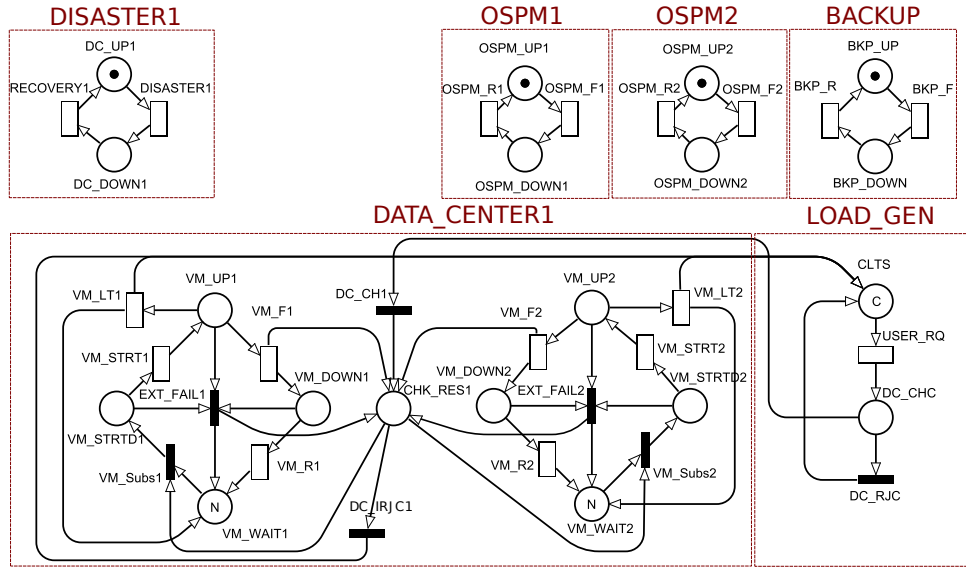 DISASTER1
OSPM1
OSPM2
BACKUP
DC_UP1
RECOVERY1
DISASTER1
DC_DOWN1
OSPM_UP1
OSPM_R1
OSPM_F1
OSPM_DOWN1
OSPM_UP2
OSPM_R2
OSPM_F2
OSPM_DOWN2
BKP_UP
BKP_R
BKP_F
BKP_DOWN
DATA_CENTER1
LOAD_GEN
VM_UP1
VM_LT1
VM_F1
VM_STRT1
EXT_FAIL1
VM_DOWN1
VM_STRTD1
VM_Subs1
VM_R1
N
VM_WAIT1
DC_CH1
CHK_RES1
DC_IRJC1
VM_UP2
VM_LT2
VM_F2
VM_STRT2
VM_DOWN2
EXT_FAIL2
VM_STRTD2
VM_R2
VM_Subs2
N
VM_WAIT2
CLTS
C
USER_RQ
DC_CHC
DC_RJC